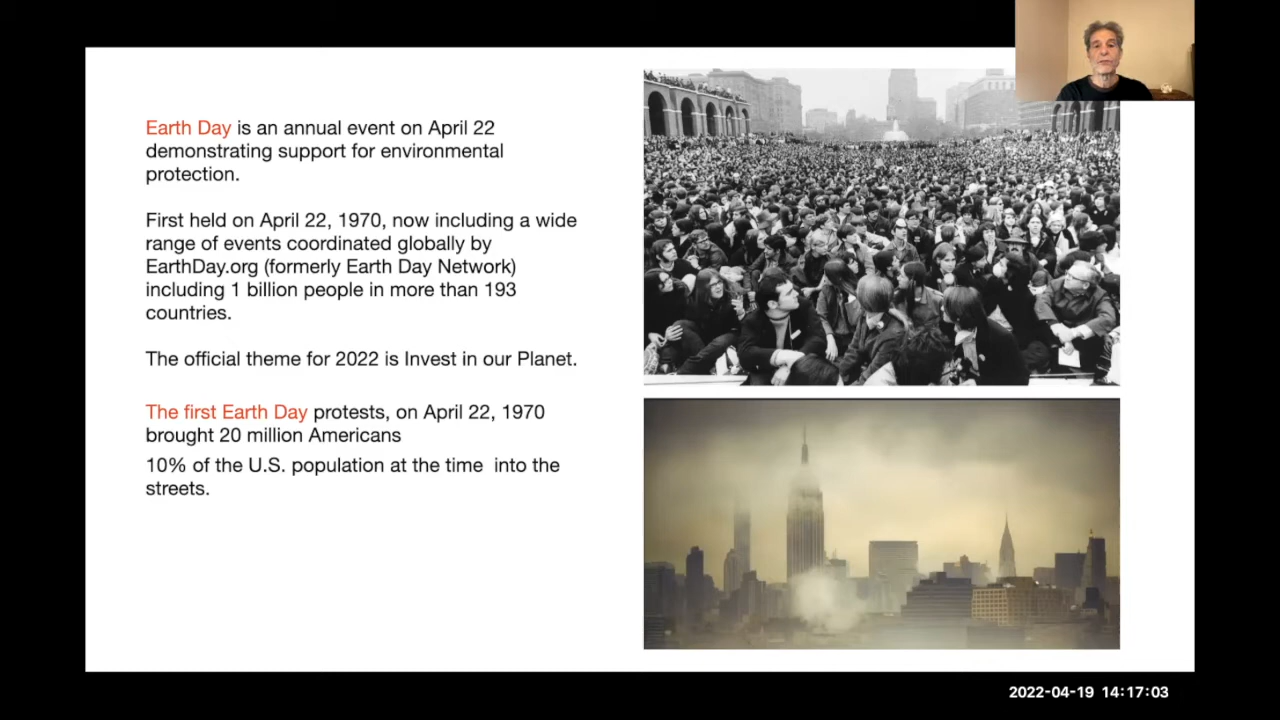 Earth Day is an annual event on April 22
demonstrating support for environmental
protection.
First held on April 22, 1970, now including a wide
range of events coordinated globally by
EarthDay.org (formerly Earth Day Network)
including 1 billion people in more than 193
countries.
The official theme for 2022 is Invest in our Planet.
The first Earth Day protests, on April 22, 1970
brought 20 million Americans
10% of the U.S. population at the time  into the
streets.
2022-04-19 14:17:03